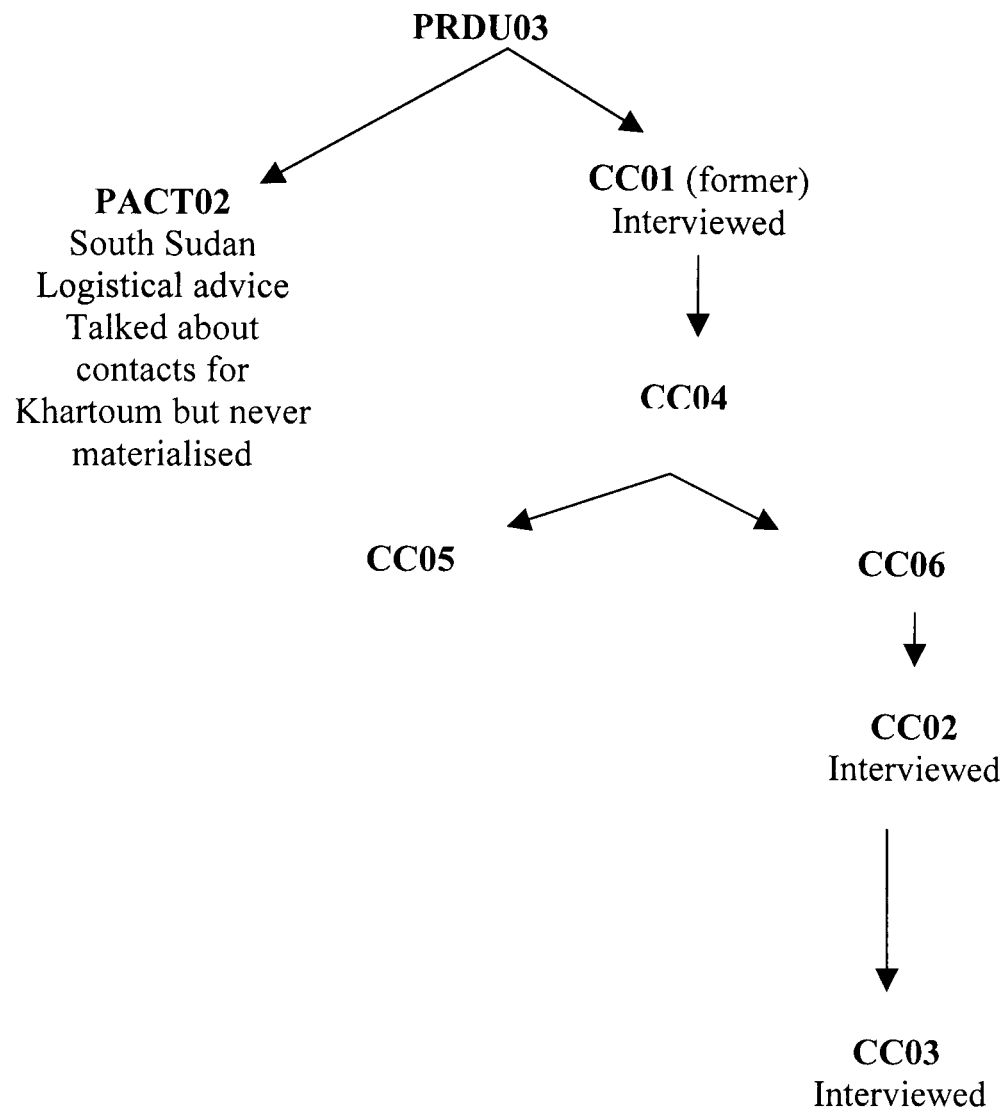 PRDU03
PACT02
South Sudan
Logistical advice
Talked about
contacts for
Khartoum but never
materialised
CC01 (former)
Interviewed
CC04
CC05
CC06
CC02
Interviewed
CC03
Interviewed